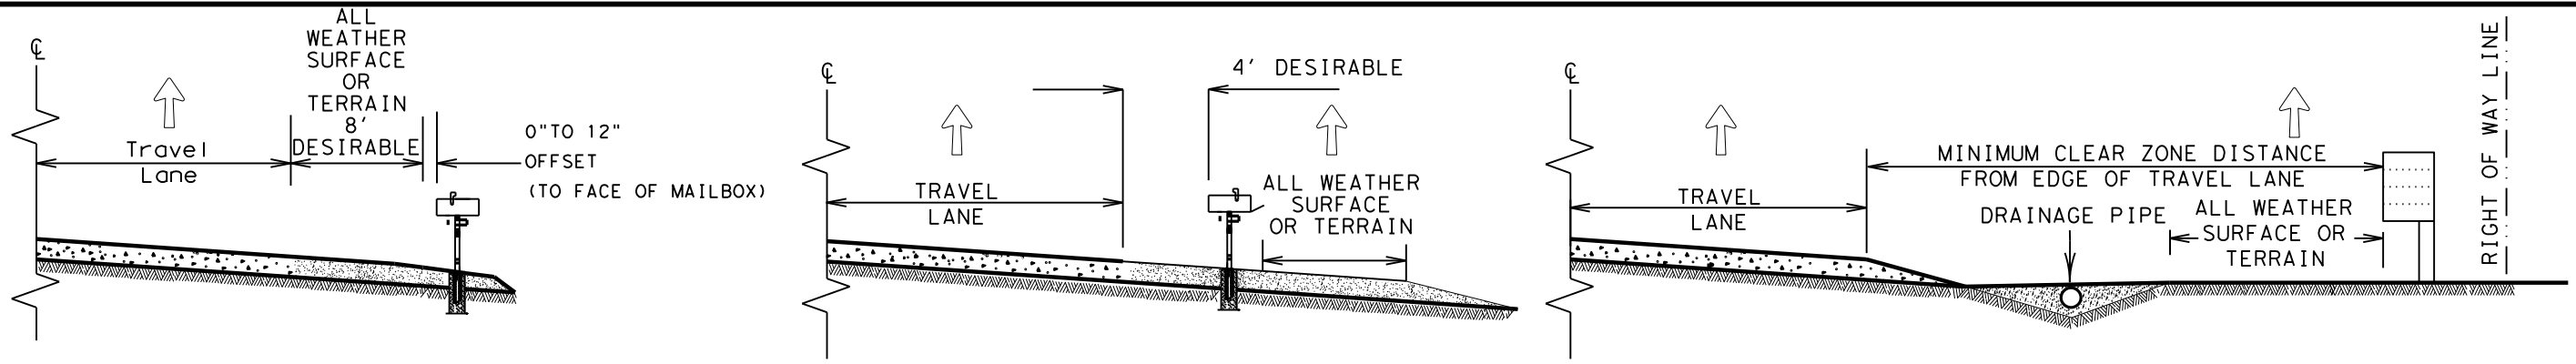 ℄
ALL
WEATHER
SURFACE
OR
TERRAIN
8'
DESIRABLE
Travel
Lane
0"TO 12"
OFFSET
(TO FACE OF MAILBOX)
℄
4' DESIRABLE
TRAVEL
LANE
ALL WEATHER
SURFACE
OR TERRAIN
℄
TRAVEL
LANE
MINIMUM CLEAR ZONE DISTANCE
FROM EDGE OF TRAVEL LANE
DRAINAGE PIPE
ALL WEATHER
SURFACE OR
TERRAIN
RIGHT OF WAY LINE